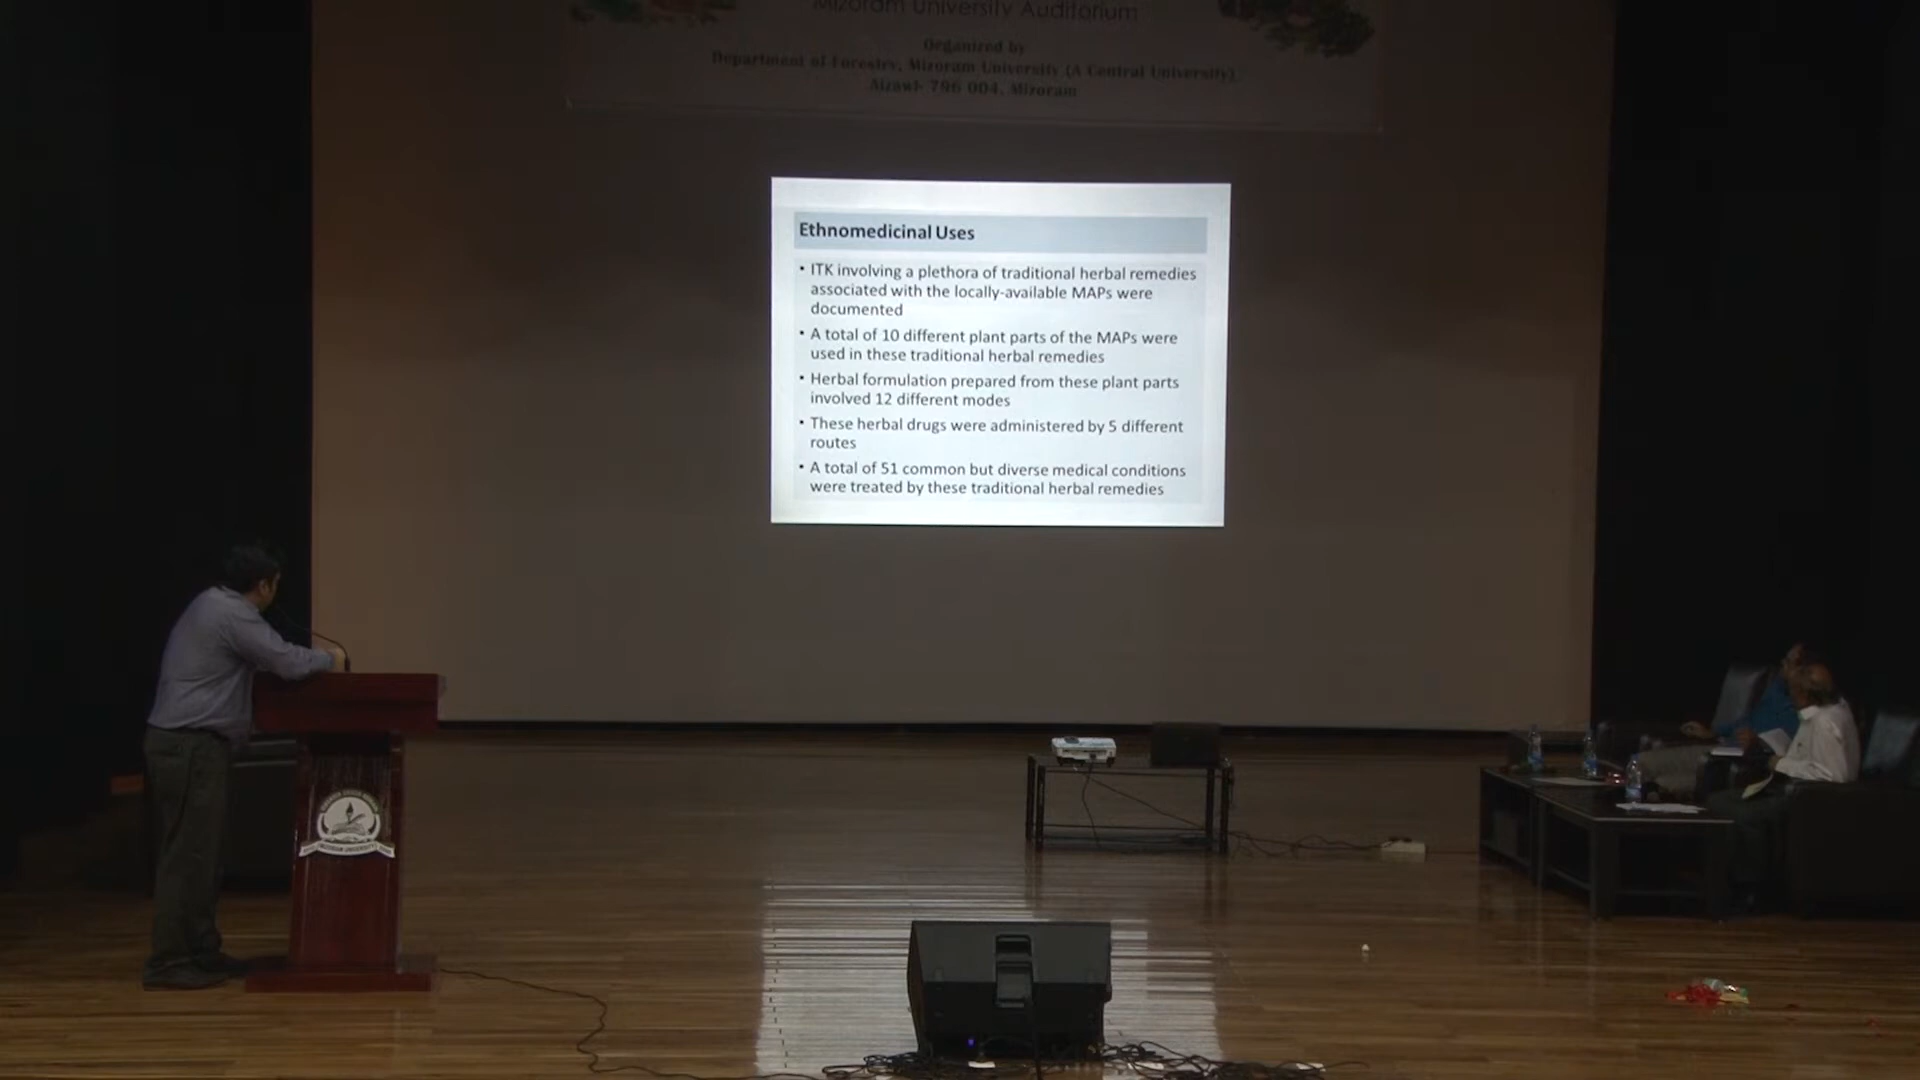 Mizoram University Auditorium
Organized by
Department of Forestry, Mizoram University (A Central University),
Aizawl- 796 004, Mizoram
Ethnomedicinal Uses
• ITK involving a plethora of traditional herbal remedies
associated with the locally-available MAPs were
documented
• A total of 10 different plant parts of the MAPs were
used in these traditional herbal remedies
• Herbal formulation prepared from these plant parts
involved 12 different modes
• These herbal drugs were administered by 5 different
routes
• A total of 51 common but diverse medical conditions
were treated by these traditional herbal remedies
MIZORAM UNIVERSITY